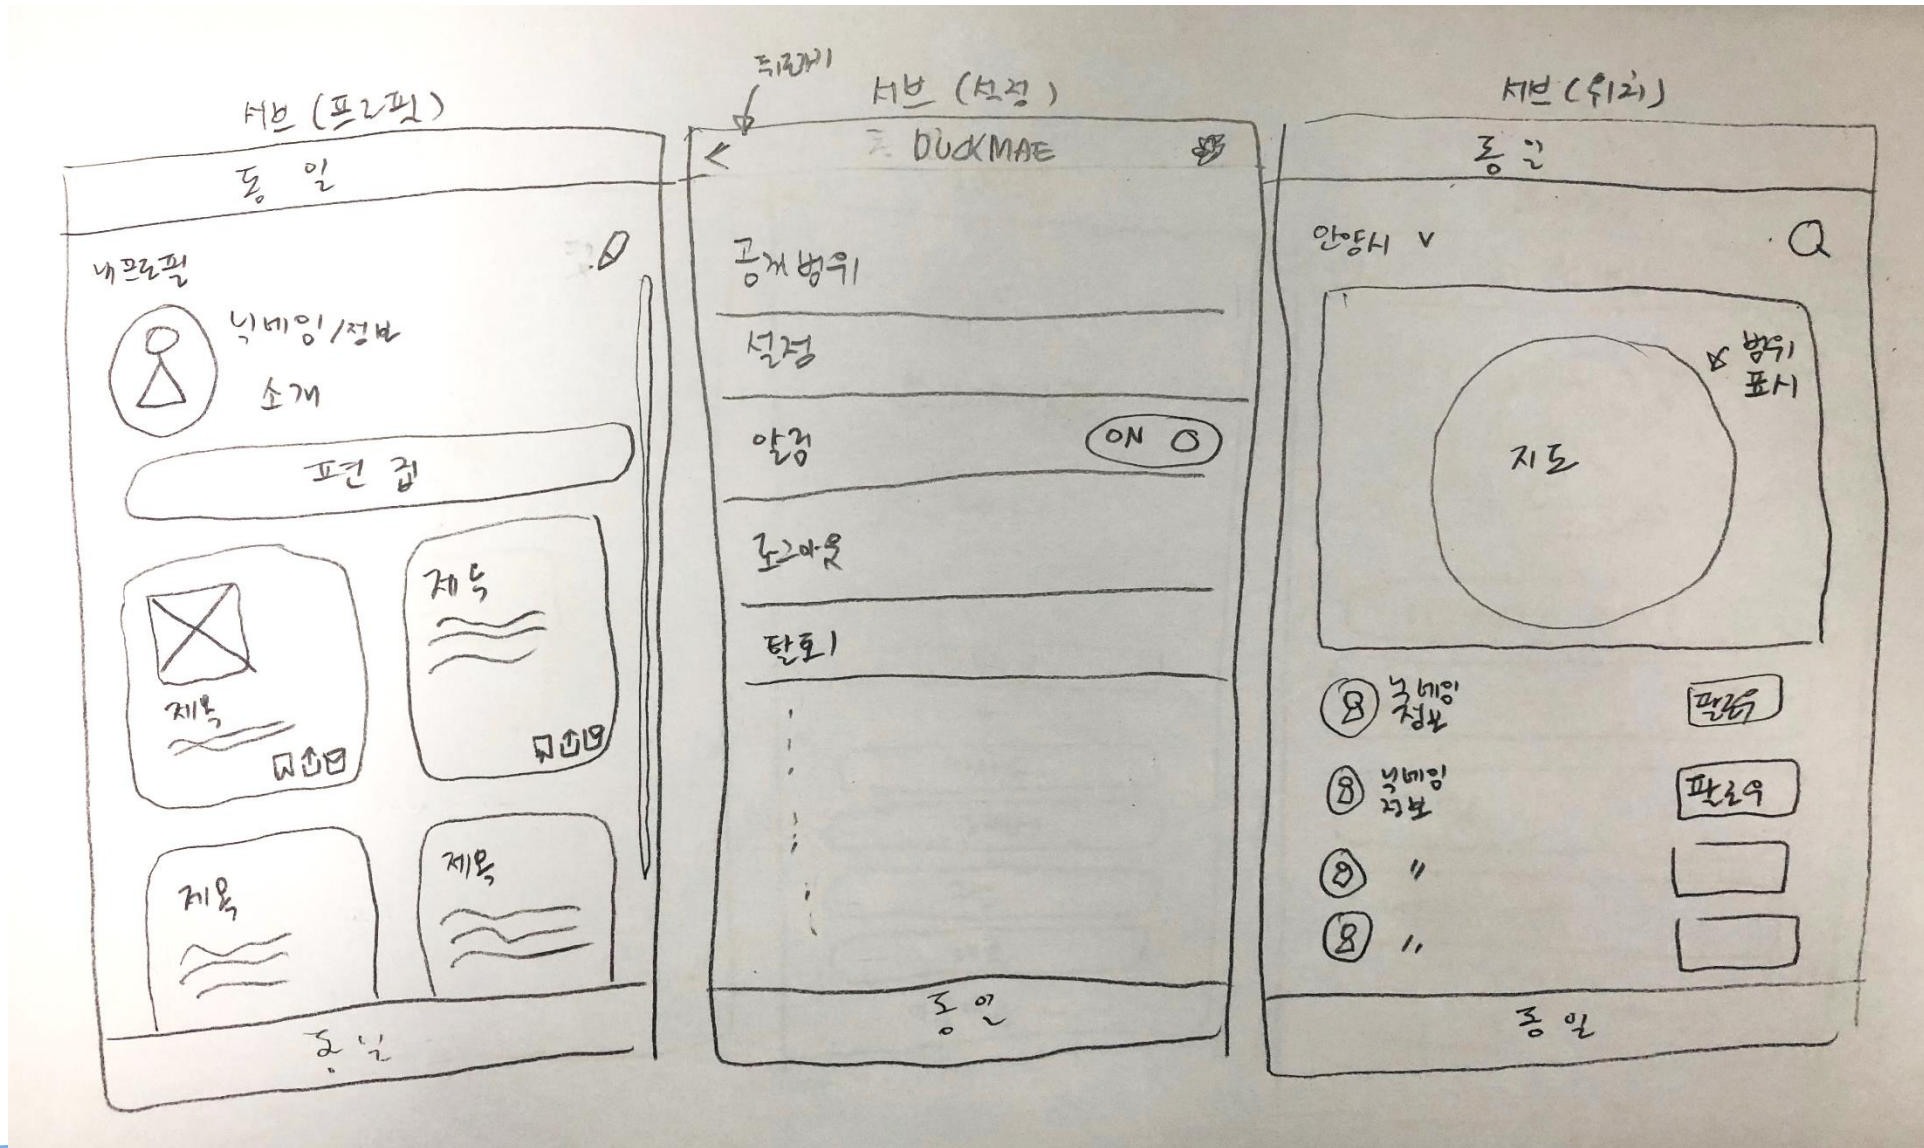 서브 (프로필)
동일
내프로필
닉네임/정보
소개
편집
제목
제목
제목
제목
동일
뒤로가기
서브 (설정)
< DUCKMAE
공개범위
설정
알림 ON
로그아웃
탈퇴
동일
서브 (위치)
동일
안양시 v
범위
표시
지도
닉네임
정보
팔로우
닉네임
정보
팔로우
"
"
동일